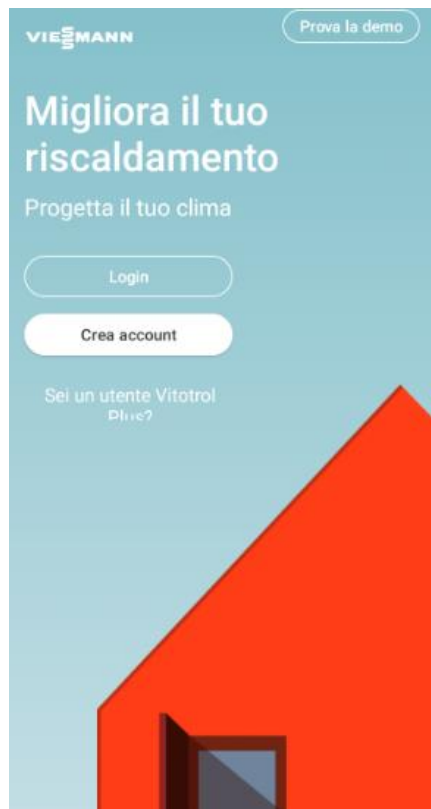 VIESSMANN
Prova la demo
Migliora il tuo
riscaldamento
Progetta il tuo clima
Login
Crea account
Sei un utente Vitotrol
Plus?